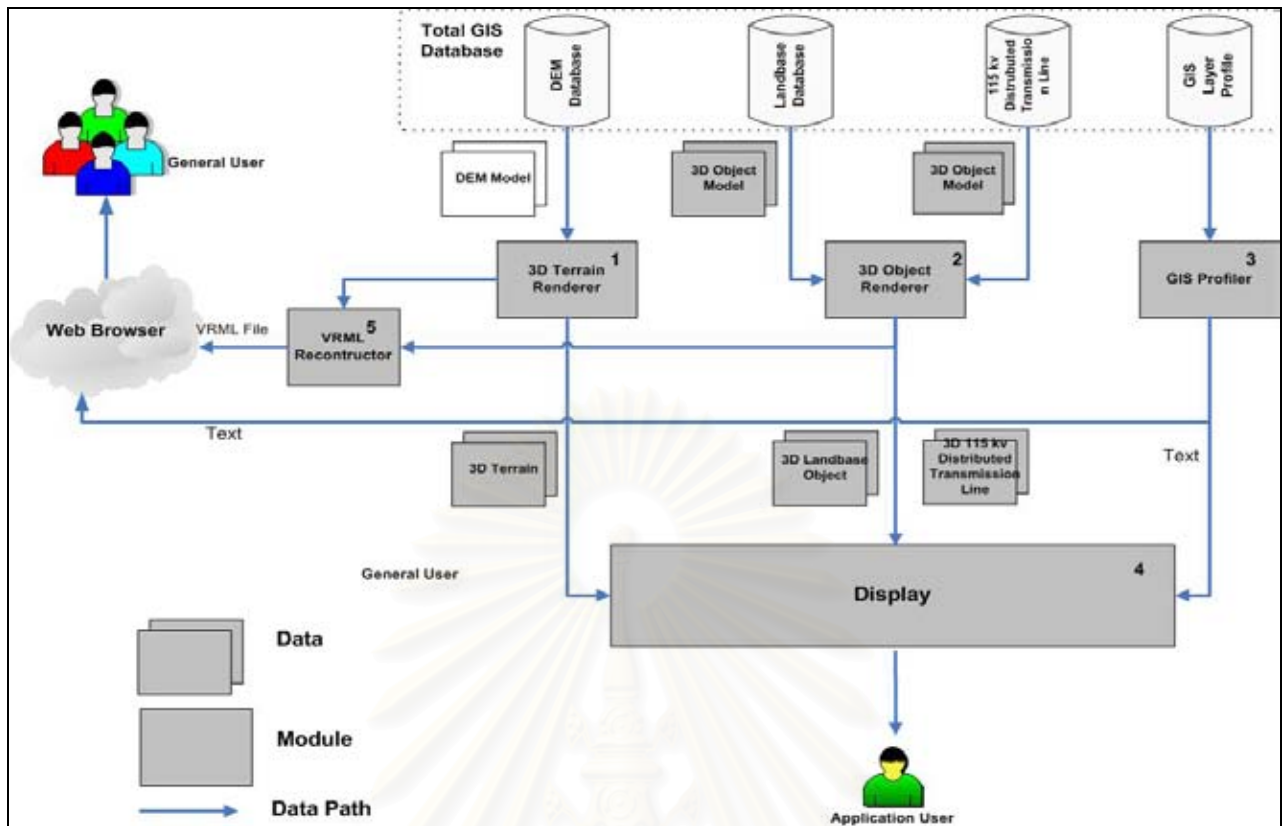 Total GIS
Database
DEM
Database
Landbase
Database
115 kv
Distrubuted
Transmissio
n Line
GIS
Layer
Profile
General User
DEM Model
3D Object
Model
3D Object
Model
1
3D Terrain
Renderer
2
3D Object
Renderer
3
GIS Profiler
Web Browser
VRML File
5
VRML
Recontructor
Text
3D Terrain
3D Landbase
Object
3D 115 kv
Distributed
Transmission
Line
Text
General User
4
Display
Data
Module
Data Path
Application User